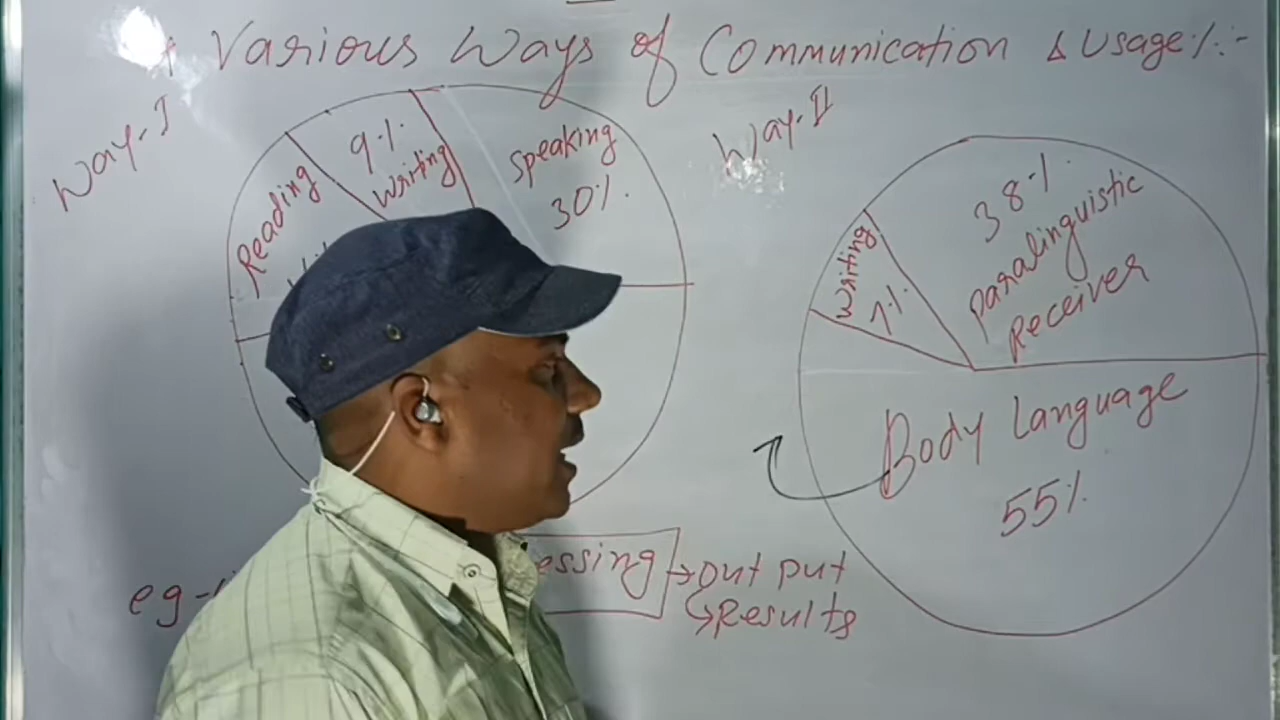 Various Ways of Communication & Usage%:-
Way-I
Reading
9%
Writing
Speaking
30%
Way-II
Writing
7%
38%
paralinguistic
Receiver
Body Language
55%
eg-
essing → out put
↳ Results